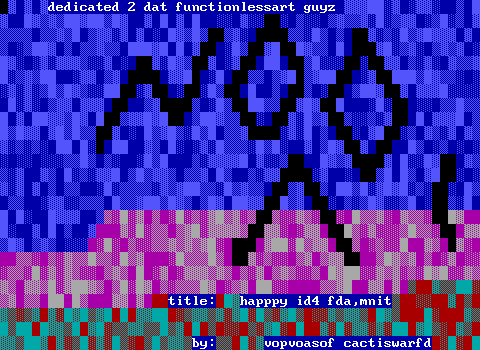 dedicated 2 dat functionlessart guyz
title: happpy id4 fda,mnit
by: vopvoasof cactiswarfd